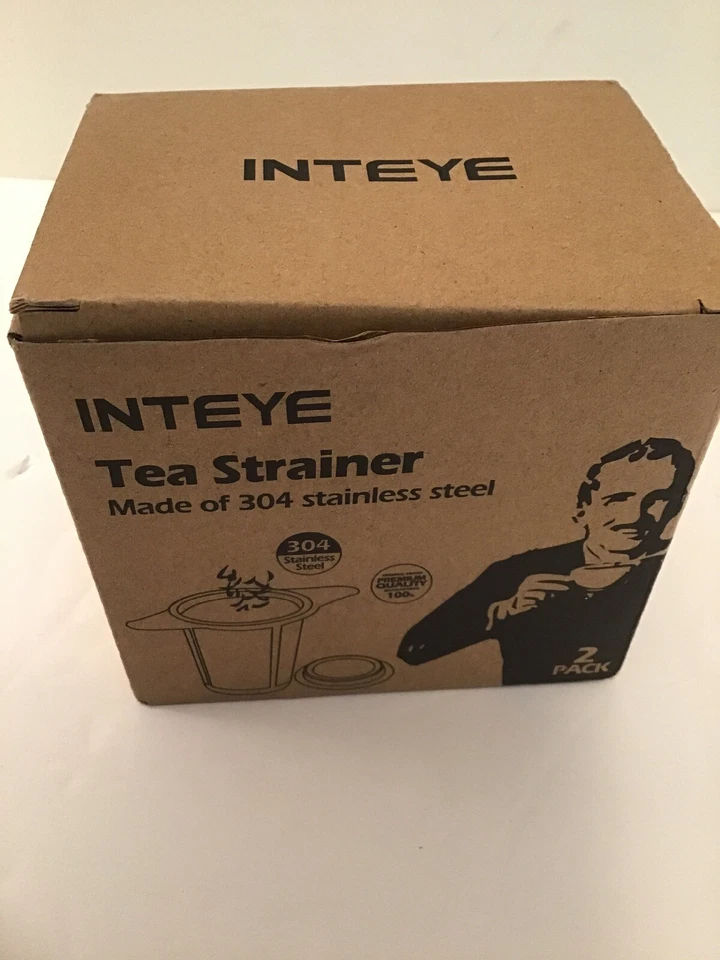 INTEYE
INTEYE
Tea Strainer
Made of 304 stainless steel
304
Stainless
Steel
PREMIUM
QUALITY
100%
2
PACK